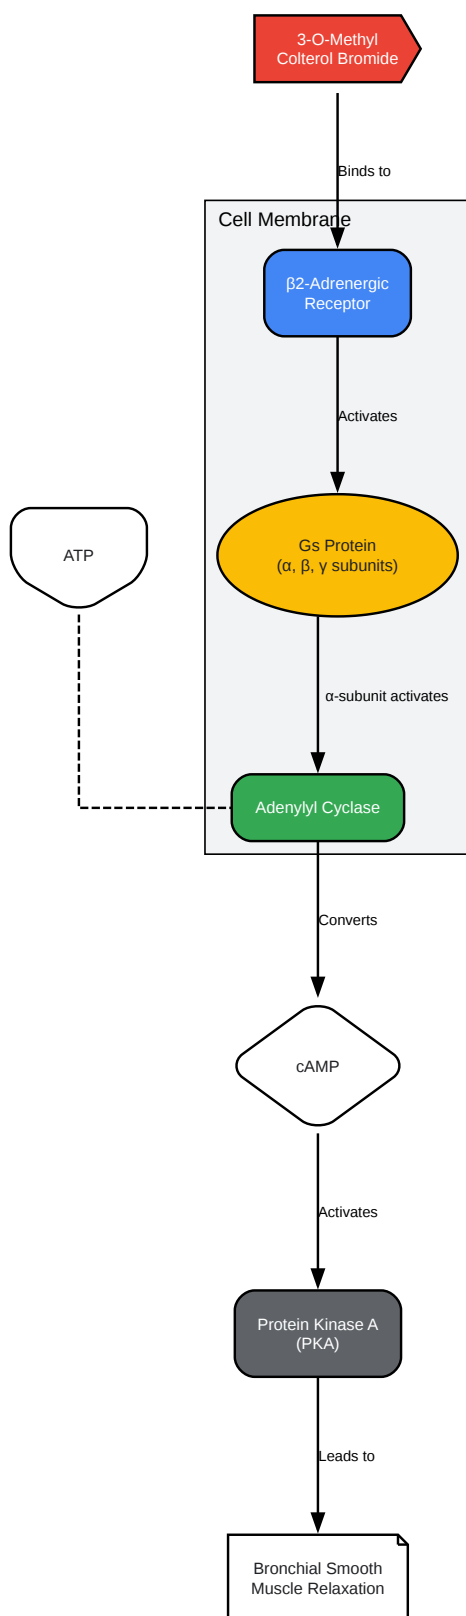 3-O-Methyl
Colterol Bromide
Binds to
Cell Membrane
β2-Adrenergic
Receptor
Activates
Gs Protein
(α, β, γ subunits)
ATP
α-subunit activates
Adenylyl Cyclase
Converts
cAMP
Activates
Protein Kinase A
(PKA)
Leads to
Bronchial Smooth
Muscle Relaxation